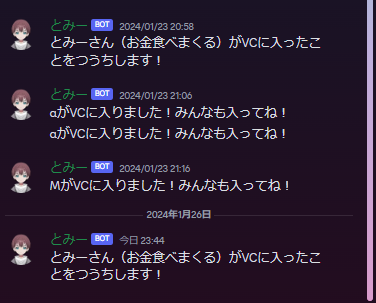 とみー BOT 2024/01/23 20:58
とみーさん（お金食べまくる）がVCに入ったこ
とをつうちします！
とみー BOT 2024/01/23 21:06
αがVCに入りました！みんなも入ってね！
αがVCに入りました！みんなも入ってね！
とみー BOT 2024/01/23 21:16
MがVCに入りました！みんなも入ってね！
2024年1月26日
とみー BOT 今日 23:44
とみーさん（お金食べまくる）がVCに入ったこ
とをつうちします！